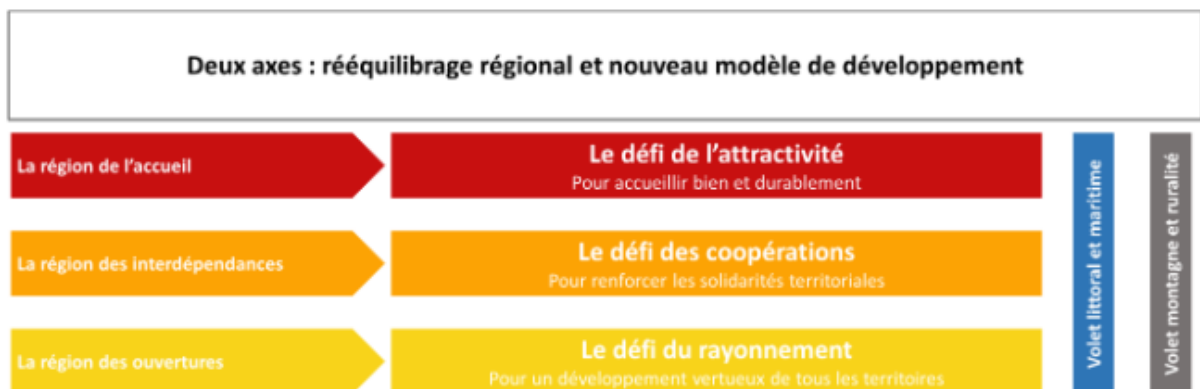 Deux axes : rééquilibrage régional et nouveau modèle de développement
La région de l'accueil
Le défi de l'attractivité
Pour accueillir bien et durablement
La région des interdépendances
Le défi des coopérations
Pour renforcer les solidarités territoriales
La région des ouvertures
Le défi du rayonnement
Pour un développement vertueux de tous les territoires
Volet littoral et maritime
Volet montagne et ruralité